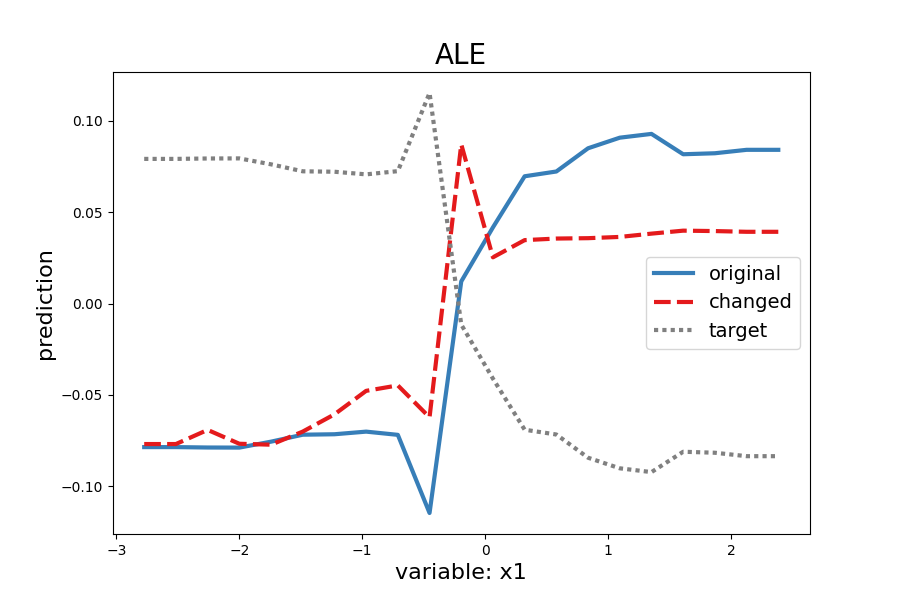 ALE
prediction
0.10
0.05
0.00
−0.05
−0.10
original
changed
target
−3
−2
−1
0
1
2
variable: x1